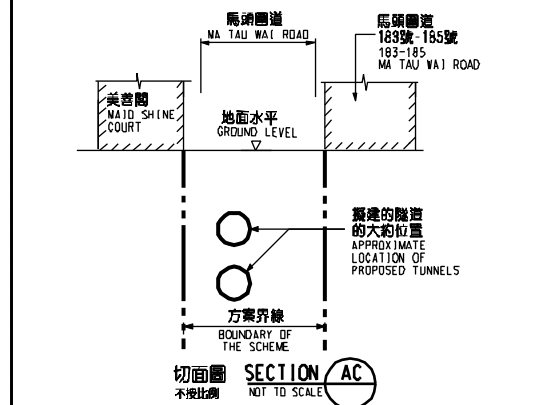 馬頭圍道
MA TAU WAI ROAD
馬頭圍道
183號-185號
183-185
MA TAU WAI ROAD
美善閣
MAID SHINE
COURT
地面水平
GROUND LEVEL
擬建的隧道
的大約位置
APPROXIMATE
LOCATION OF
PROPOSED TUNNELS
方案界線
BOUNDARY OF
THE SCHEME
切面圖 SECTION AC
不按比例 NOT TO SCALE